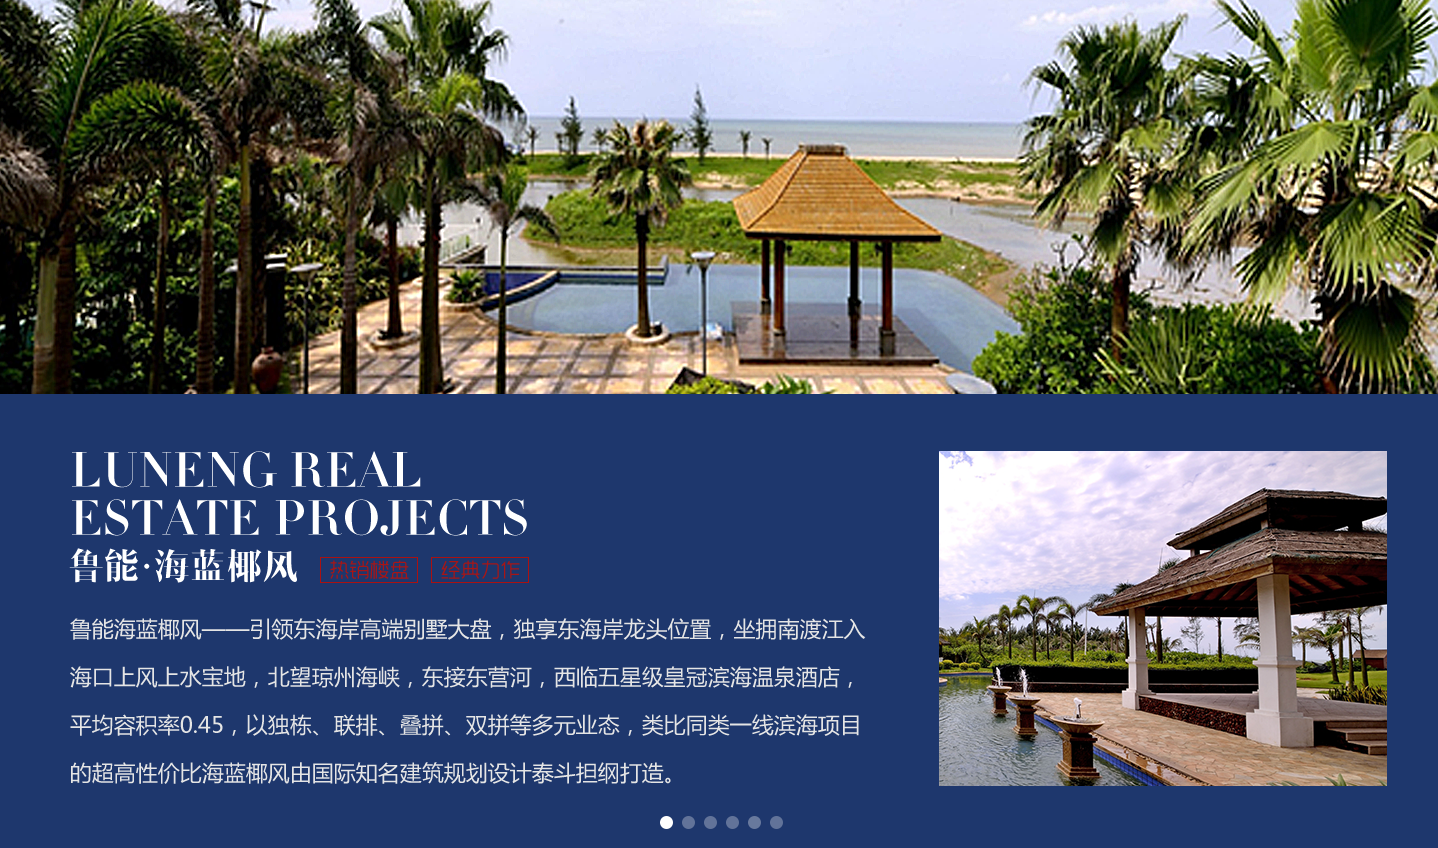 LUNENG REAL
ESTATE PROJECTS
鲁能·海蓝椰风 热销楼盘 经典力作
鲁能海蓝椰风——引领东海岸高端别墅大盘，独享东海岸龙头位置，坐拥南渡江入
海口上风上水宝地，北望琼州海峡，东接东营河，西临五星级皇冠滨海温泉酒店，
平均容积率0.45，以独栋、联排、叠拼、双拼等多元业态，类比同类一线滨海项目
的超高性价比海蓝椰风由国际知名建筑规划设计泰斗担纲打造。